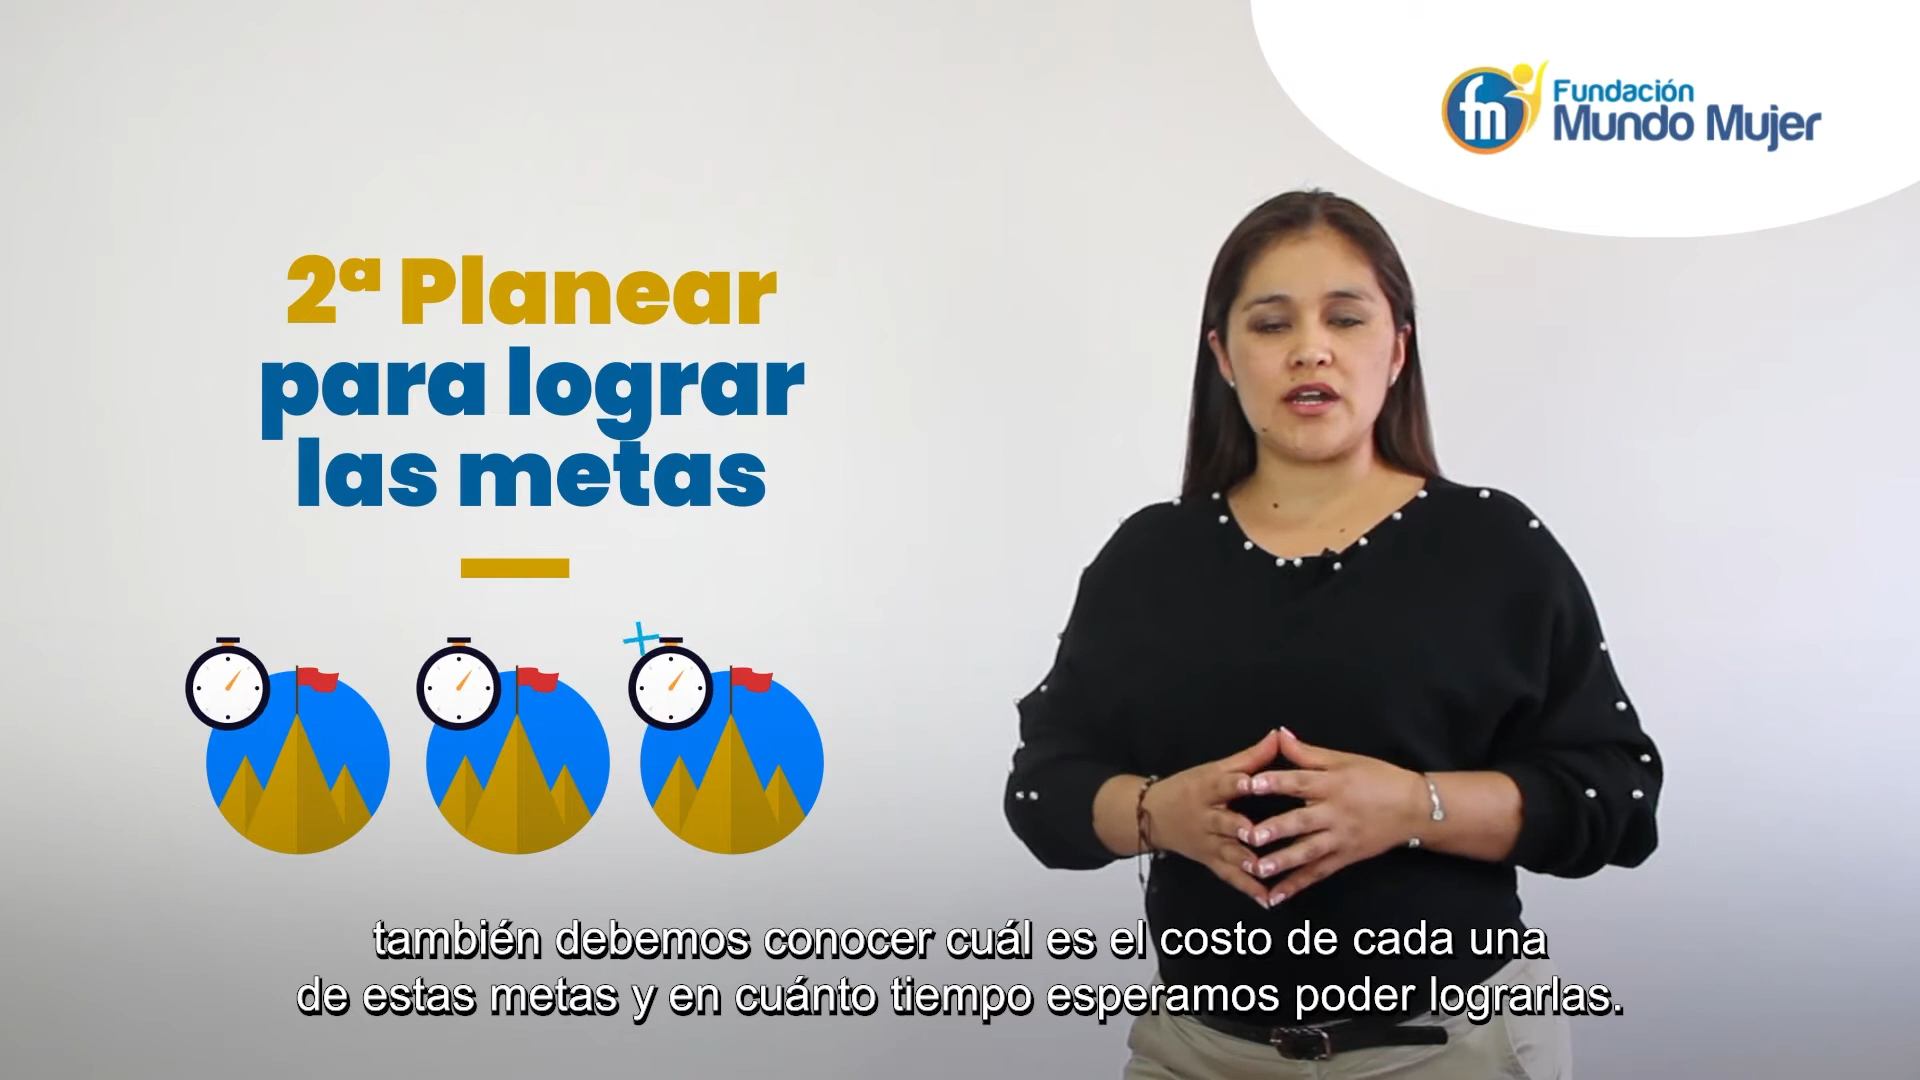 fm Fundación
Mundo Mujer
2ª Planear
para lograr
las metas
también debemos conocer cuál es el costo de cada una
de estas metas y en cuánto tiempo esperamos poder lograrlas.